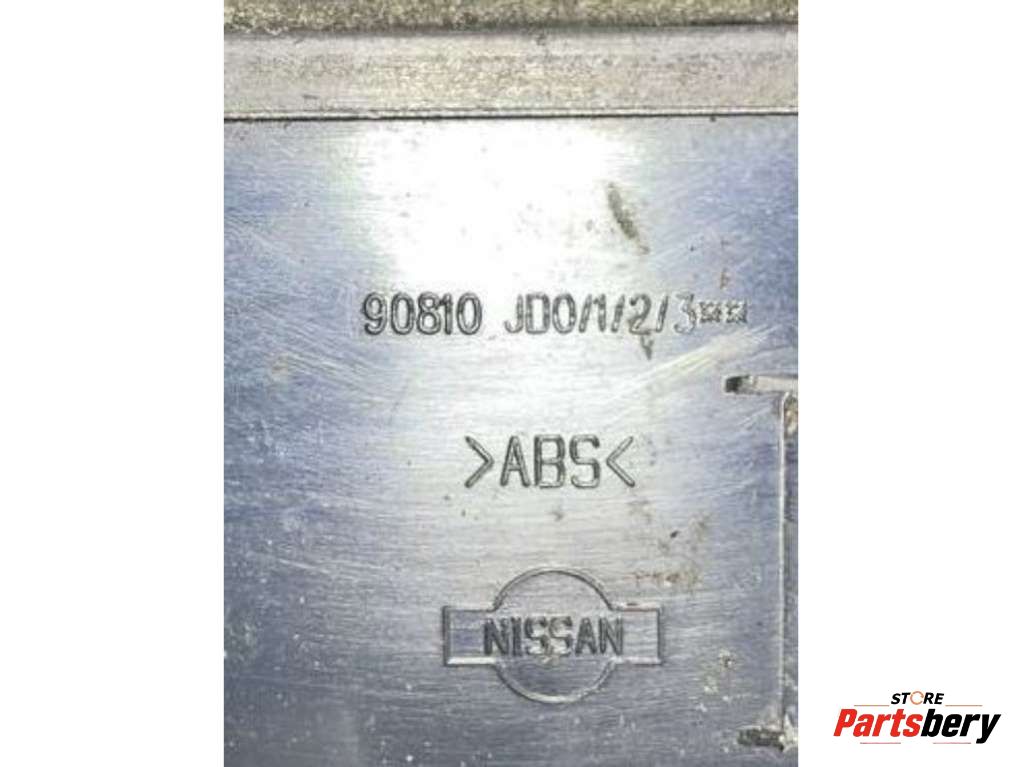 90810 JD0/1/2/3¤¤
>ABS<
NISSAN
STORE
Partsbery